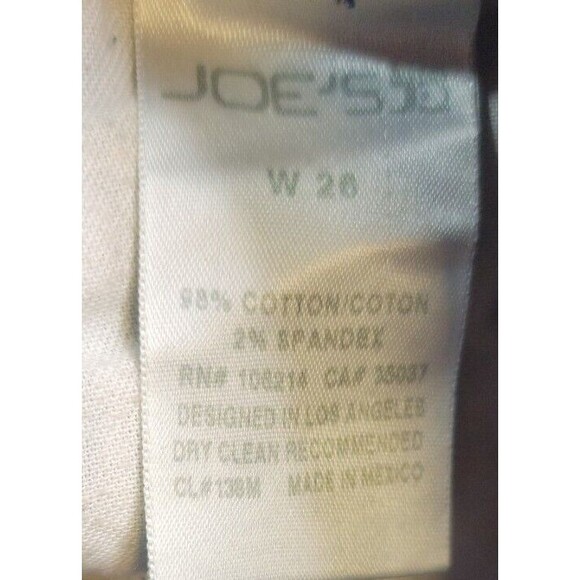 JOE'S
W 26
98% COTTON/COTON
2% SPANDEX
RN# 106214 CA# 36037
DESIGNED IN LOS ANGELES
DRY CLEAN RECOMMENDED
CL#138M MADE IN MEXICO